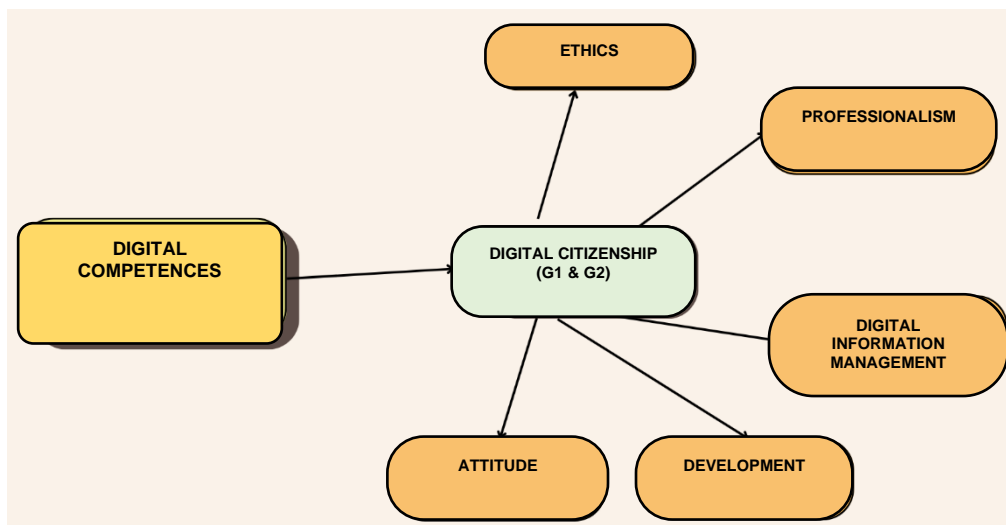 ETHICS
PROFESSIONALISM
DIGITAL
COMPETENCES
DIGITAL CITIZENSHIP
(G1 & G2)
DIGITAL
INFORMATION
MANAGEMENT
ATTITUDE
DEVELOPMENT